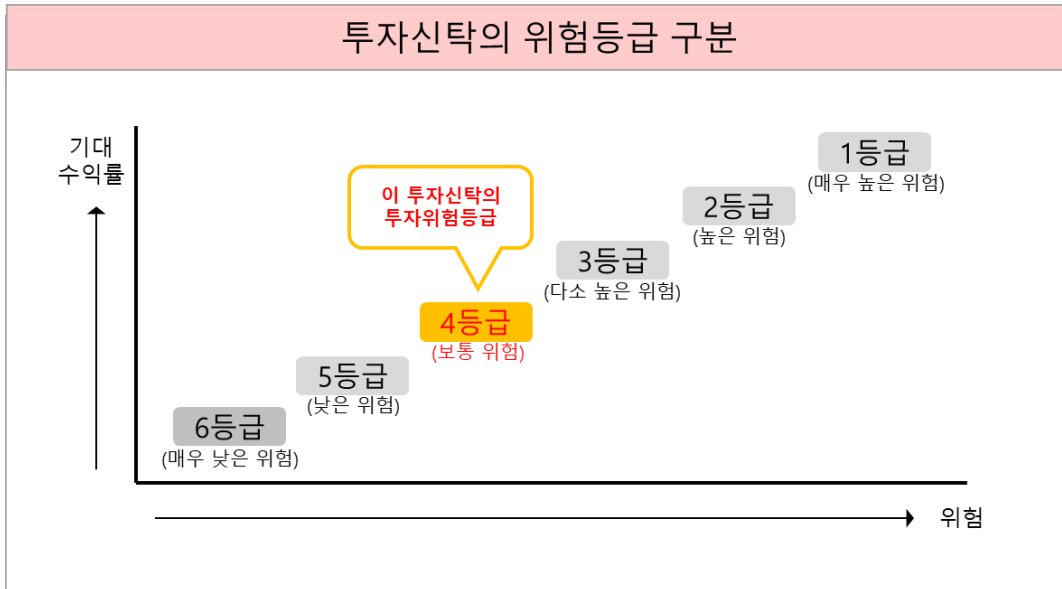 투자신탁의 위험등급 구분
기대
수익률
1등급
(매우 높은 위험)
이 투자신탁의
투자위험등급
2등급
(높은 위험)
3등급
(다소 높은 위험)
4등급
(보통 위험)
5등급
(낮은 위험)
6등급
(매우 낮은 위험)
위험